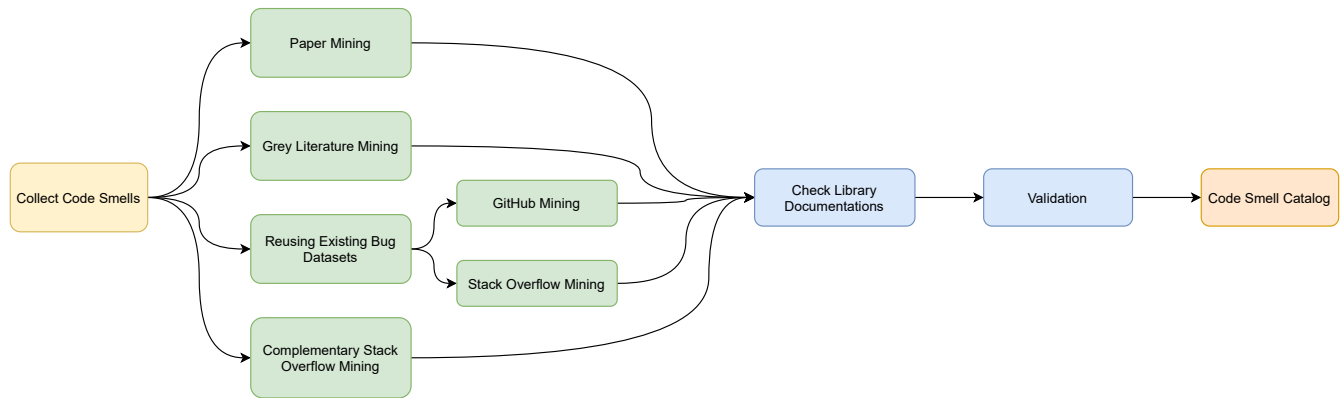 Collect Code Smells
Paper Mining
Grey Literature Mining
Reusing Existing Bug
Datasets
Complementary Stack
Overflow Mining
GitHub Mining
Stack Overflow Mining
Check Library
Documentations
Validation
Code Smell Catalog